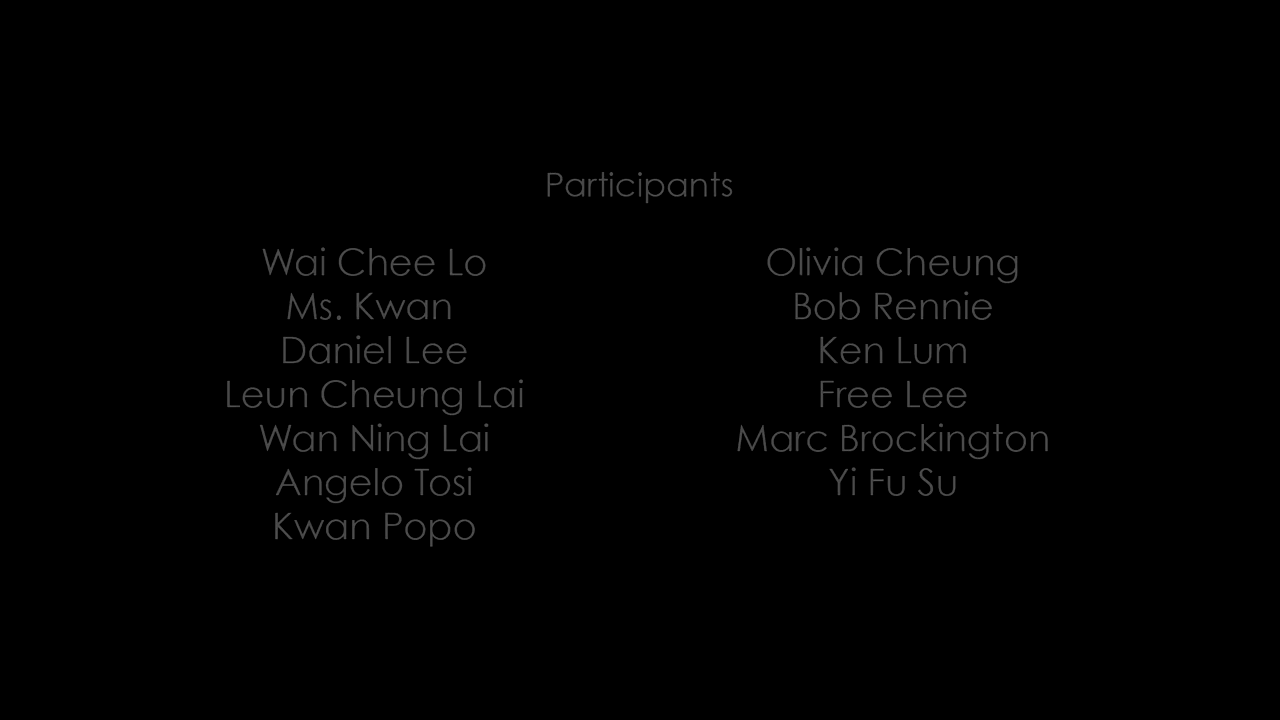 Participants
Wai Chee Lo
Ms. Kwan
Daniel Lee
Leun Cheung Lai
Wan Ning Lai
Angelo Tosi
Kwan Popo
Olivia Cheung
Bob Rennie
Ken Lum
Free Lee
Marc Brockington
Yi Fu Su